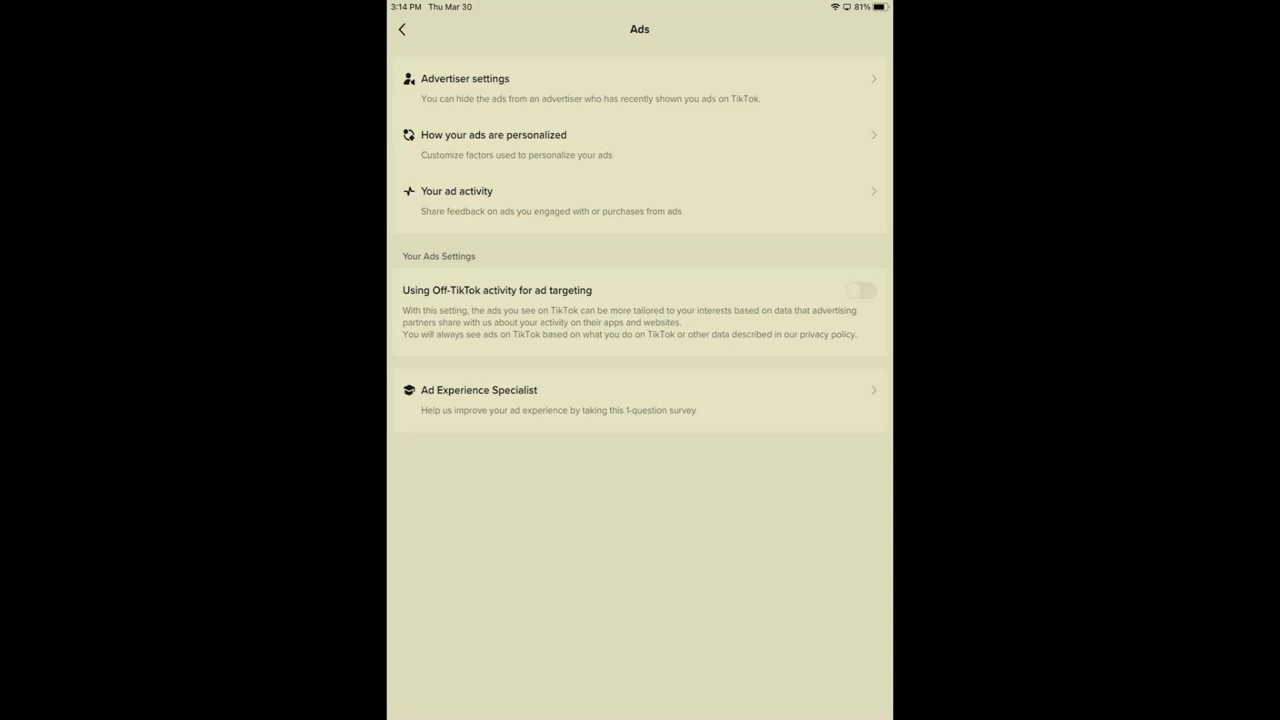 3:14 PM Thu Mar 30
81%
Ads
Advertiser settings
You can hide the ads from an advertiser who has recently shown you ads on TikTok.
How your ads are personalized
Customize factors used to personalize your ads
Your ad activity
Share feedback on ads you engaged with or purchases from ads
Your Ads Settings
Using Off-TikTok activity for ad targeting
With this setting, the ads you see on TikTok can be more tailored to your interests based on data that advertising
partners share with us about your activity on their apps and websites.
You will always see ads on TikTok based on what you do on TikTok or other data described in our privacy policy.
Ad Experience Specialist
Help us improve your ad experience by taking this 1-question survey